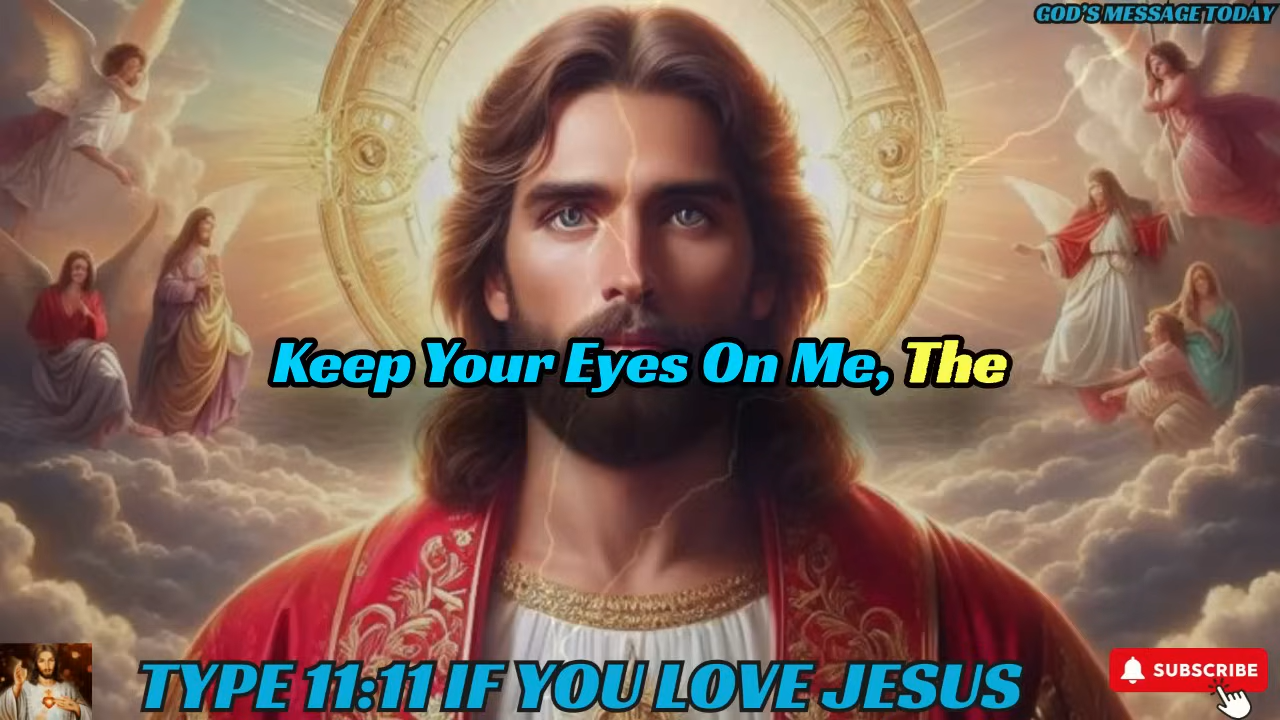 GOD'S MESSAGE TODAY
Keep Your Eyes On Me, The
TYPE 11:11 IF YOU LOVE JESUS
SUBSCRIBE